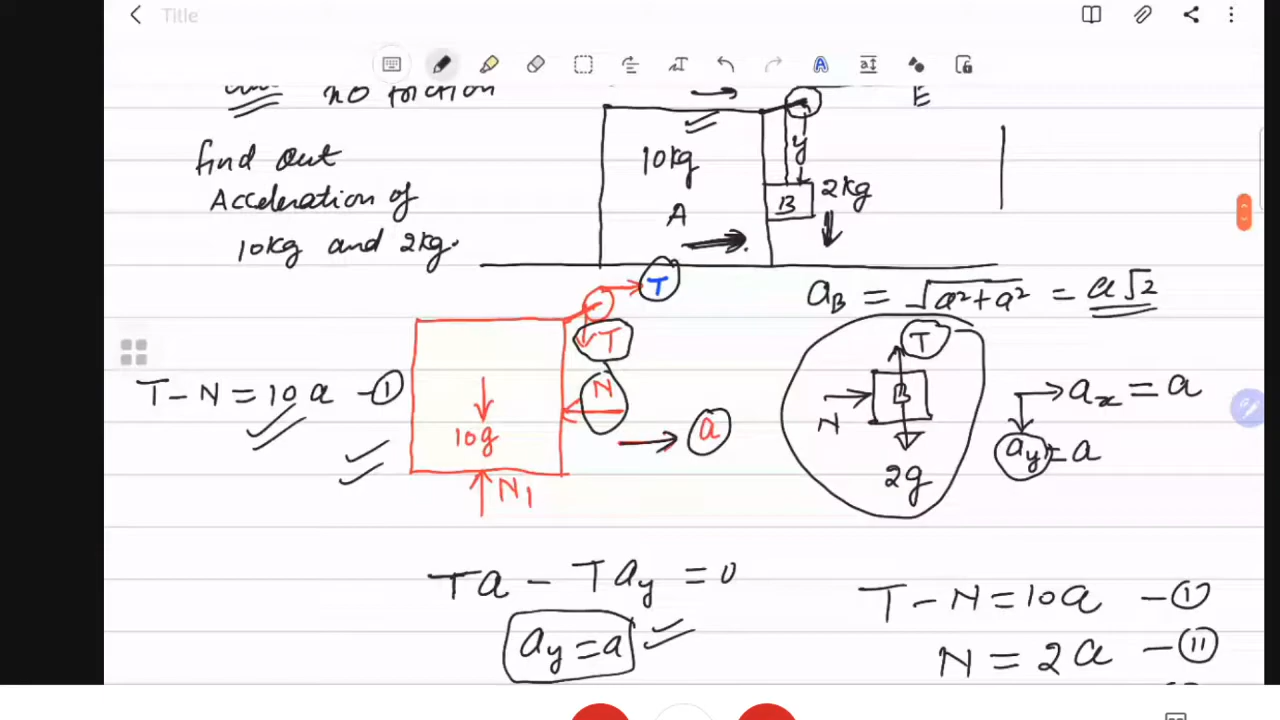 Title
no friction
E
find out
Acceleration of
10kg and 2kg.
10kg
A
y
B
2kg
T
T
N
a
10g
N1
T - N = 10a - ①
aB = √a²+a² = a√2
T
B
N
2g
ax = a
ay = a
Ta - Tay = 0
ay = a
T - N = 10a - ①
N = 2a - ⑪